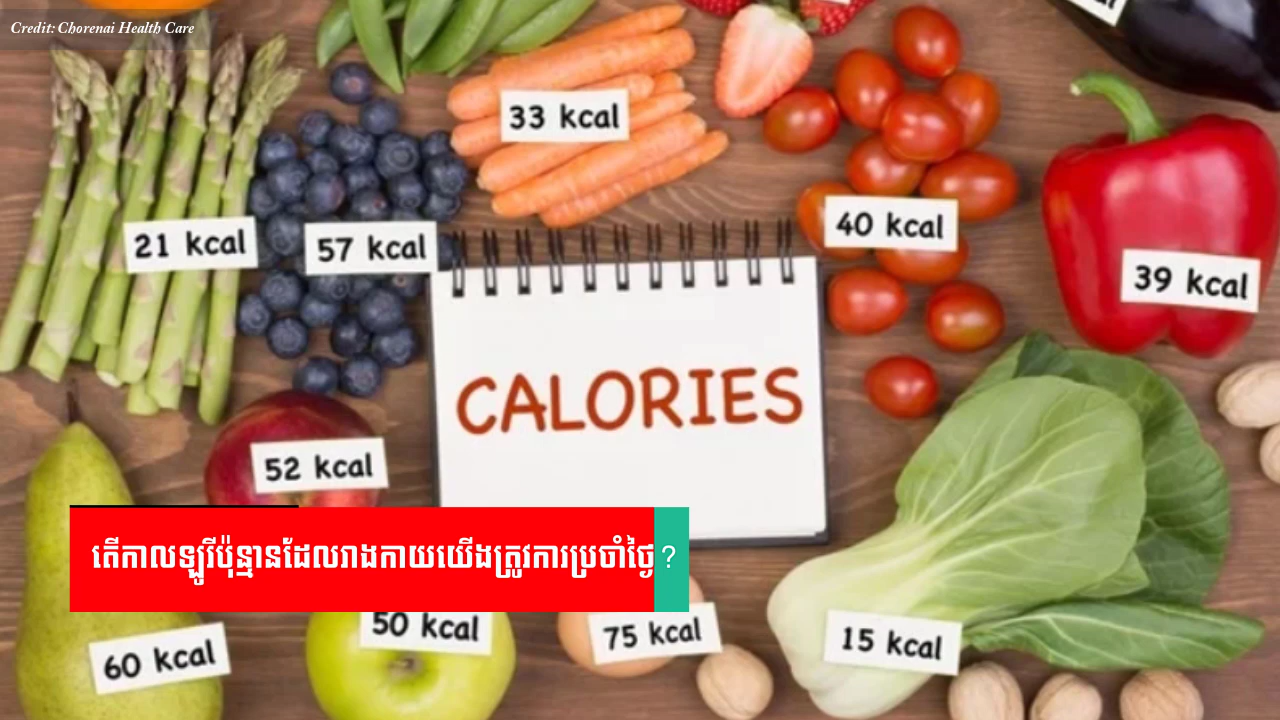 Credit: Chorenai Health Care
33 kcal
21 kcal
57 kcal
40 kcal
39 kcal
CALORIES
52 kcal
តើកាលឡូរីប៉ុន្មានដែលរាងកាយយើងត្រូវការប្រចាំថ្ងៃ ?
50 kcal
75 kcal
15 kcal
60 kcal